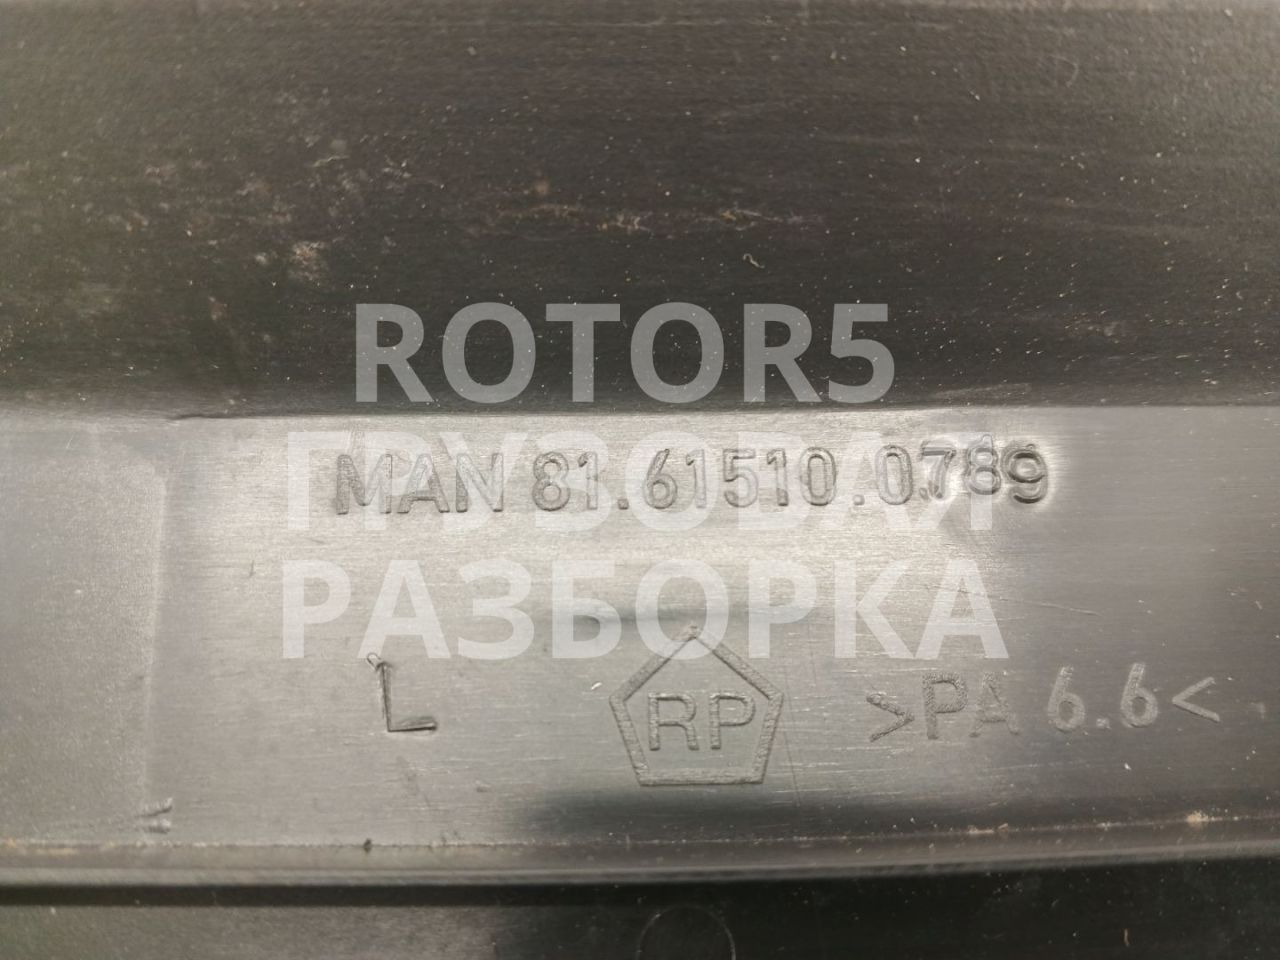 ROTOR5
ГРУЗОВАЯ
MAN 81.61510.0789
РАЗБОРКА
L
RP
>PA 6.6<